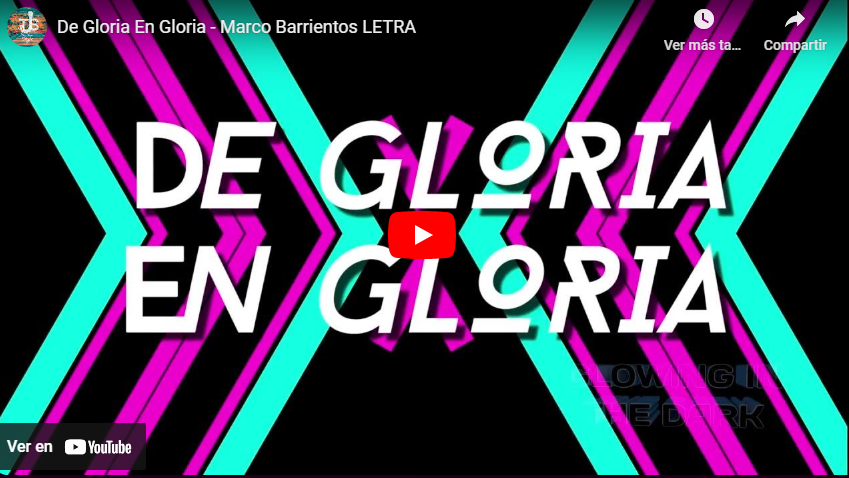 De Gloria En Gloria - Marco Barrientos LETRA
Ver más ta...
Compartir
DE GLORIA
EN GLORIA
GLOWING IN
THE DARK
Ver en YouTube